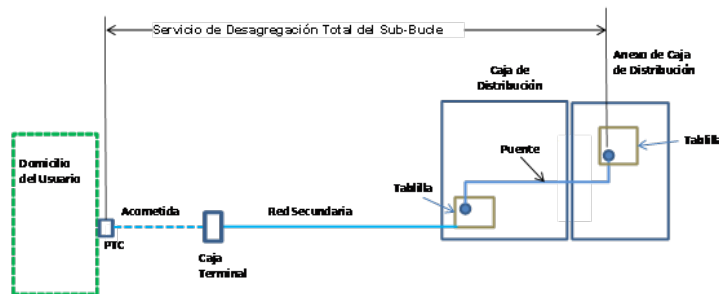 Servicio de Desagregación Total del Sub-Bucle
Anexo de Caja
de Distribución
Caja de
Distribución
Domicilio
del Usuario
Puente
Tablilla
Tablilla
Acometida
Red Secundaria
PTC
Caja
Terminal